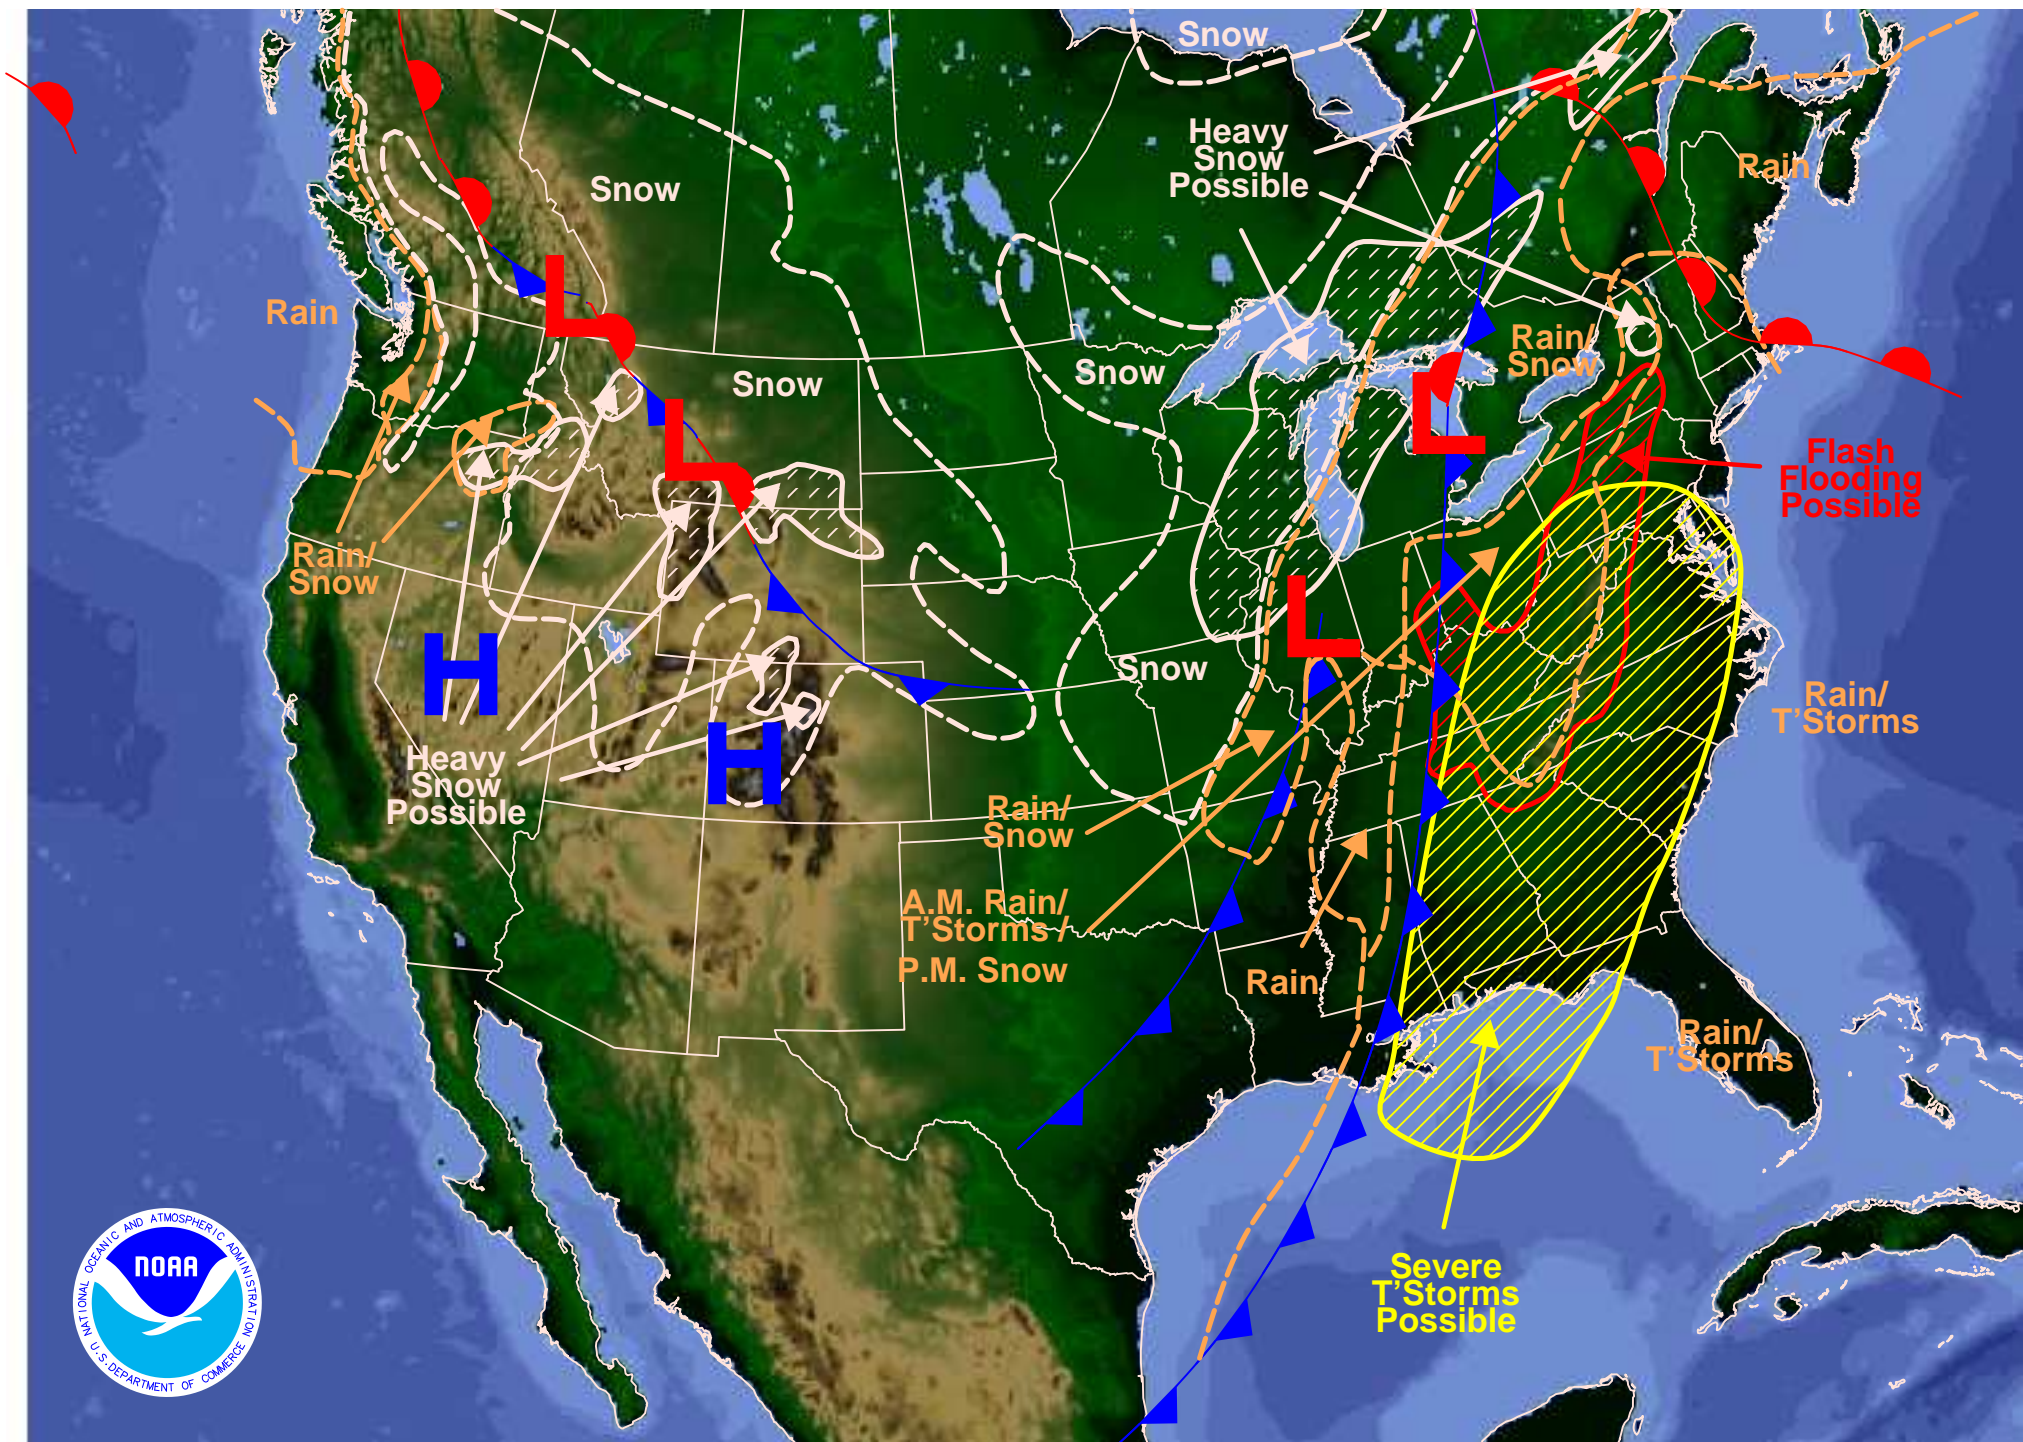 Snow
Heavy
Snow
Possible
Snow
Rain
Rain
Rain/
Snow
Snow
Snow
Flash
Flooding
Possible
Rain/
Snow
L
L
L
L
H
H
Snow
Rain/
T'Storms
Heavy
Snow
Possible
Rain/
Snow
A.M. Rain/
T'Storms /
P.M. Snow
Rain
Rain/
T'Storms
Severe
T'Storms
Possible
NATIONAL OCEANIC AND ATMOSPHERIC ADMINISTRATION
NOAA
U.S. DEPARTMENT OF COMMERCE